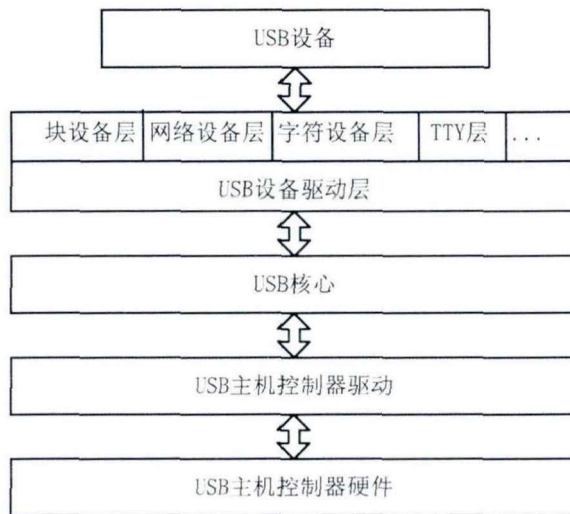 USB设备
块设备层 网络设备层 字符设备层 TTY层 ...
USB设备驱动层
USB核心
USB主机控制器驱动
USB主机控制器硬件